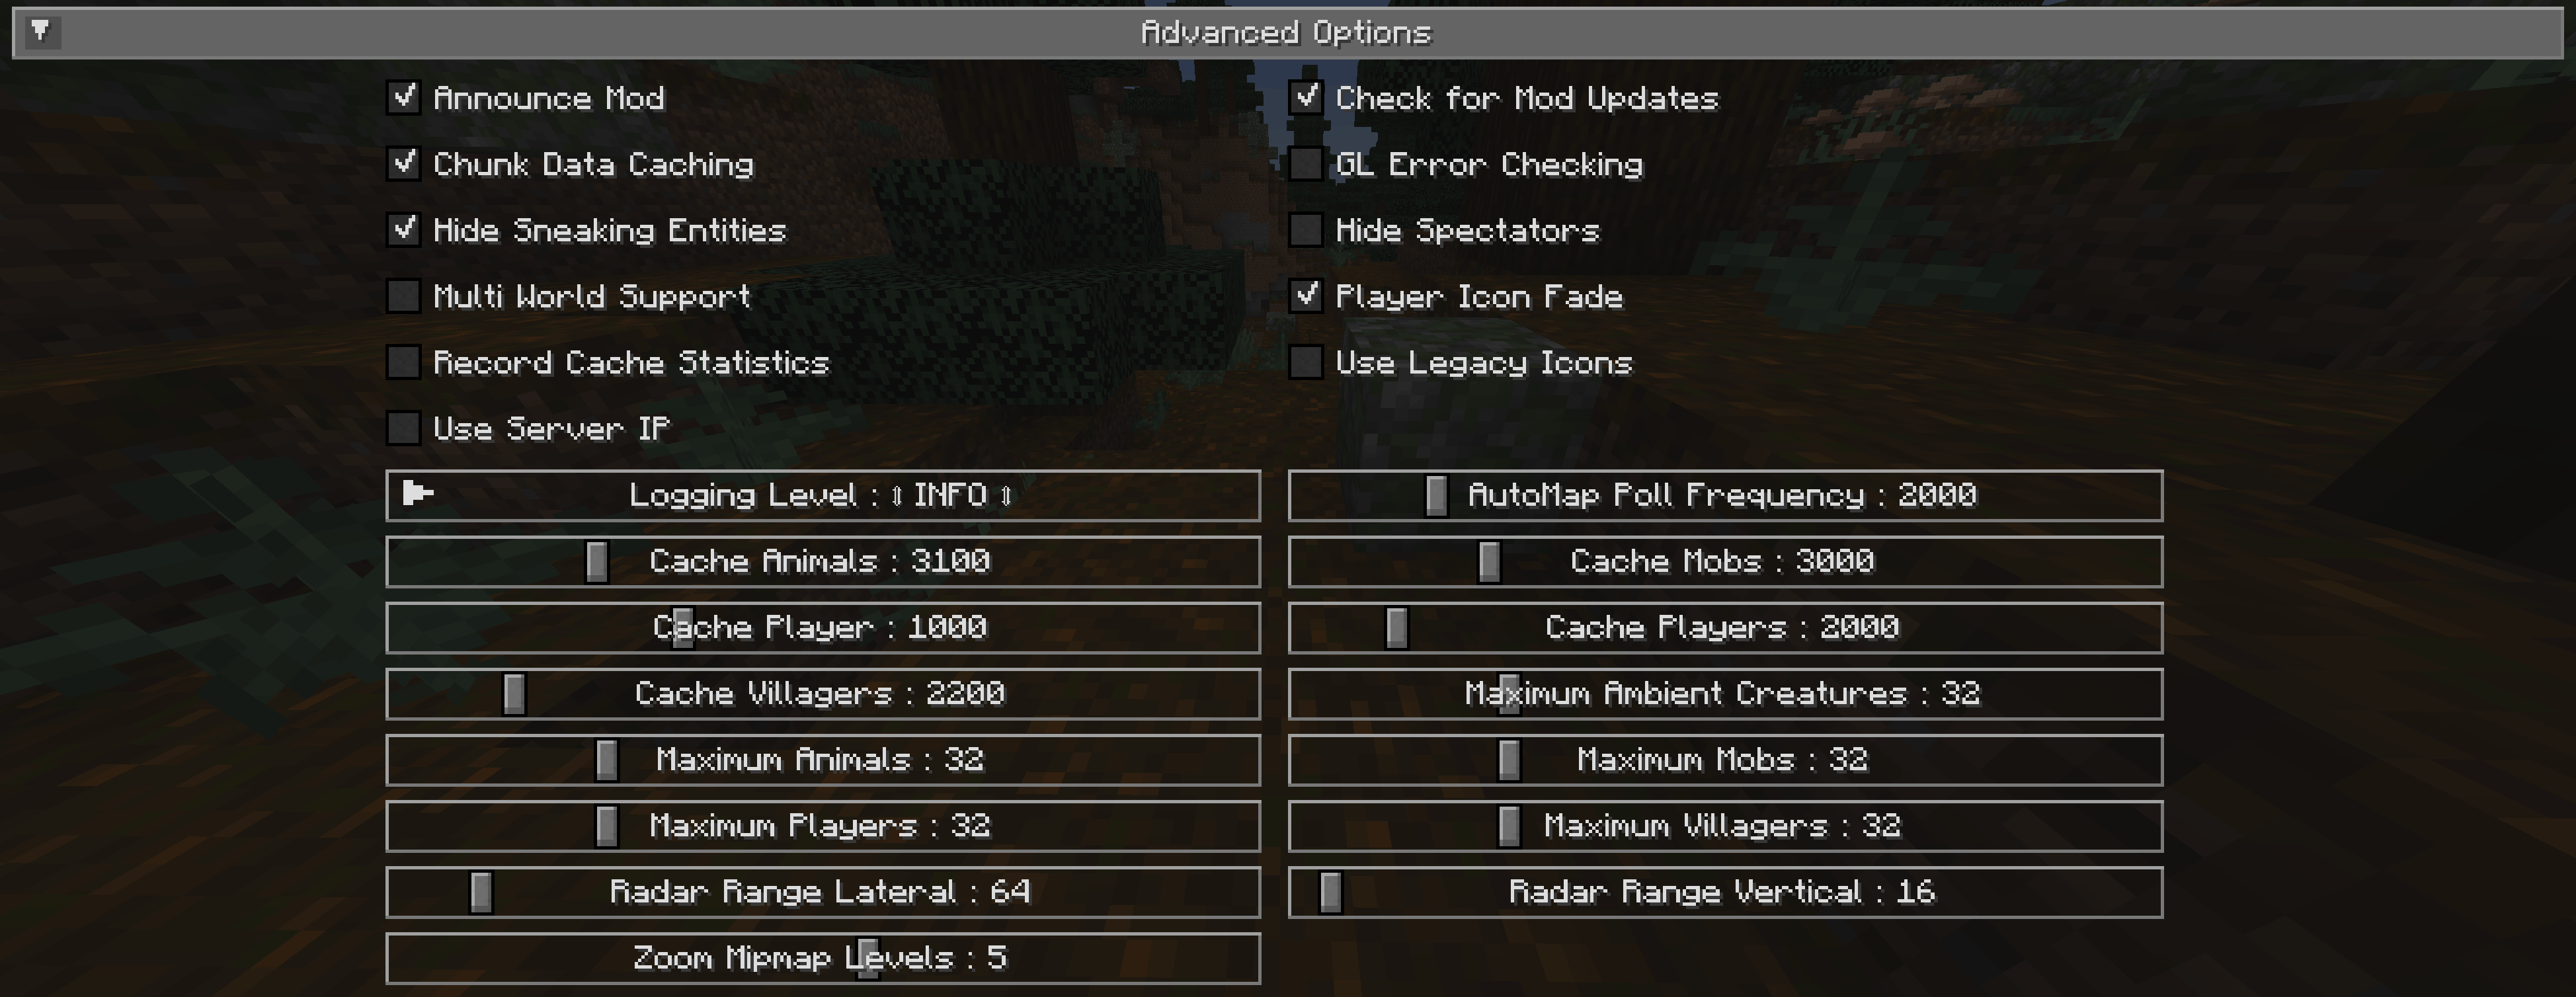 Advanced Options
Announce Mod
Check for Mod Updates
Chunk Data Caching
GL Error Checking
Hide Sneaking Entities
Hide Spectators
Multi World Support
Player Icon Fade
Record Cache Statistics
Use Legacy Icons
Use Server IP
Logging Level : ⇕ INFO ⇕
AutoMap Poll Frequency : 2000
Cache Animals : 3100
Cache Mobs : 3000
Cache Player : 1000
Cache Players : 2000
Cache Villagers : 2200
Maximum Ambient Creatures : 32
Maximum Animals : 32
Maximum Mobs : 32
Maximum Players : 32
Maximum Villagers : 32
Radar Range Lateral : 64
Radar Range Vertical : 16
Zoom Mipmap Levels : 5